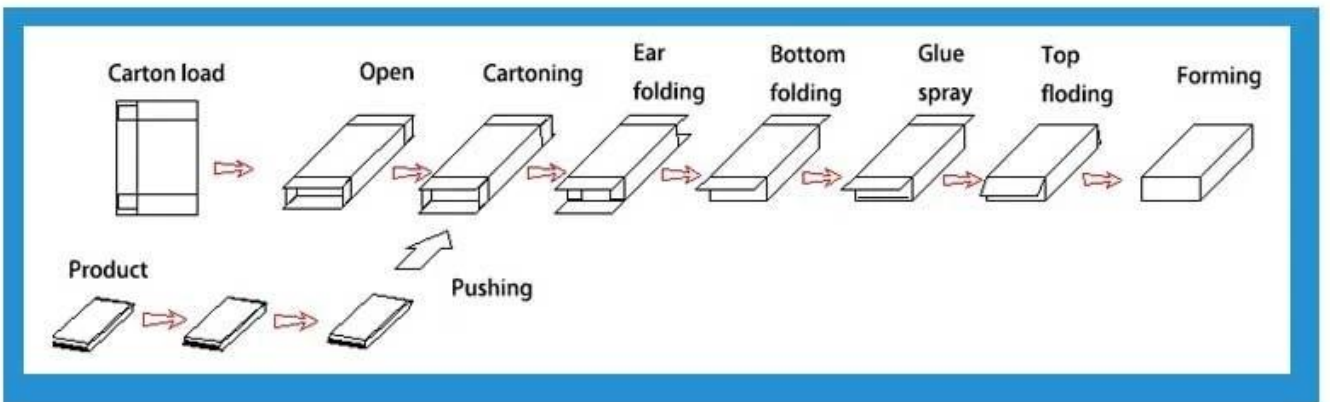 Carton load
Open
Cartoning
Ear
folding
Bottom
folding
Glue
spray
Top
floding
Forming
Product
Pushing